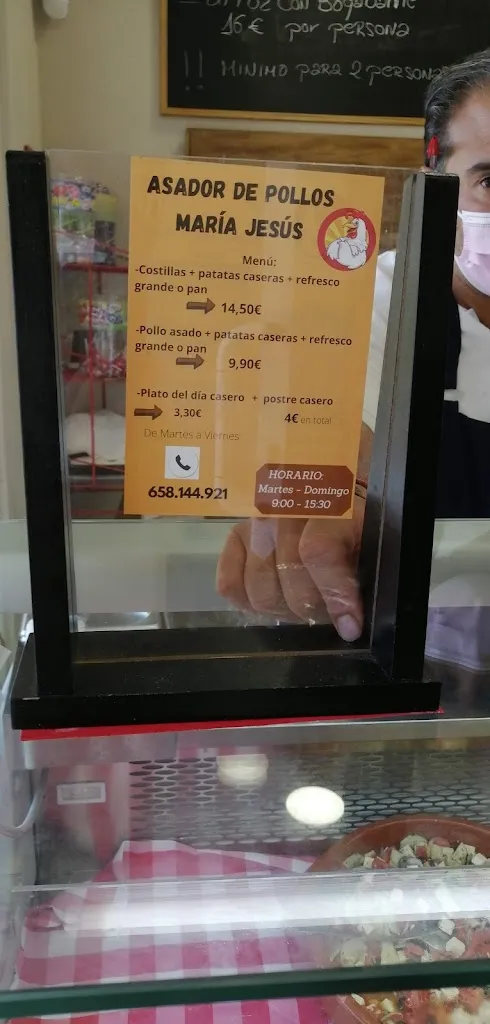 con Bogavante
16€ por persona
!! MINIMO para 2 personas
ASADOR DE POLLOS
MARÍA JESÚS
Menú:
-Costillas + patatas caseras + refresco
grande o pan
14,50€
-Pollo asado + patatas caseras + refresco
grande o pan
9,90€
-Plato del día casero + postre casero
3,30€ 4€ en total
De Martes a Viernes
658.144.921
HORARIO:
Martes - Domingo
9:00 - 15:30